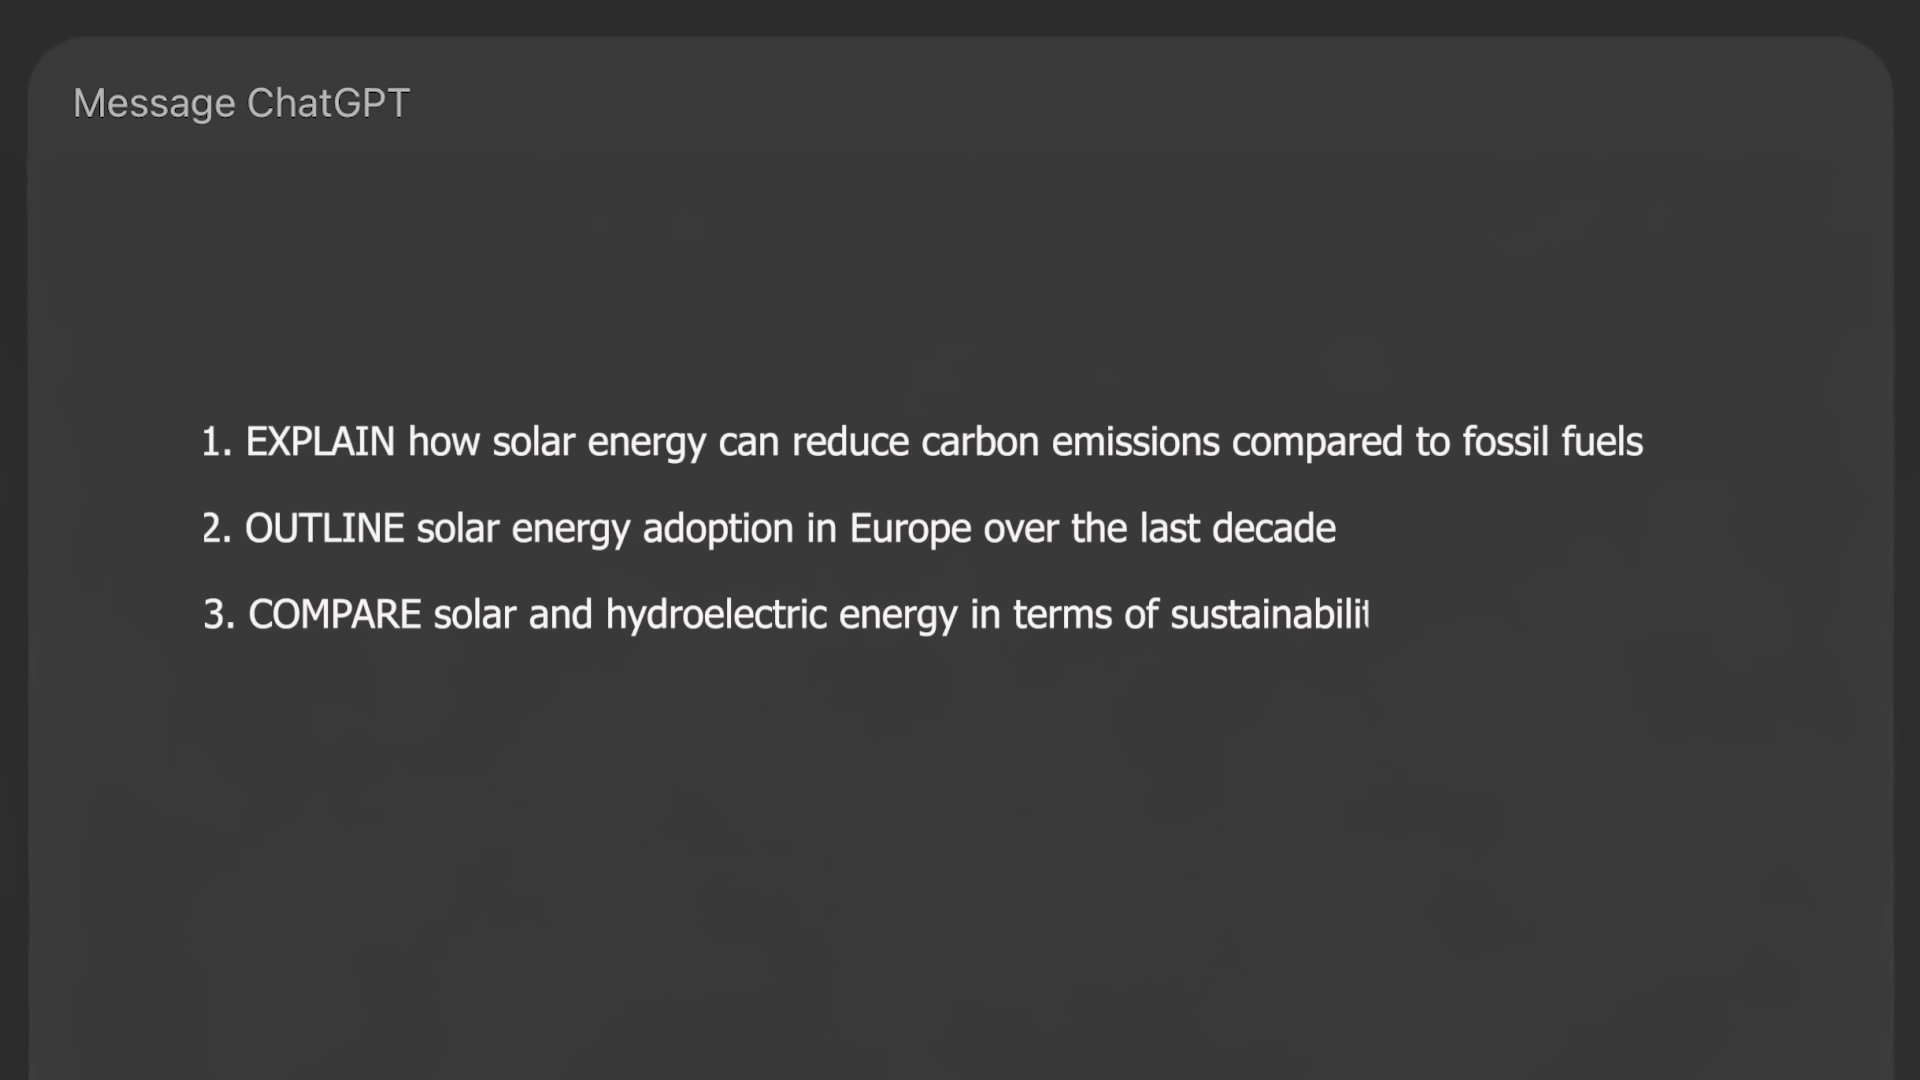 Message ChatGPT
1. EXPLAIN how solar energy can reduce carbon emissions compared to fossil fuels
2. OUTLINE solar energy adoption in Europe over the last decade
3. COMPARE solar and hydroelectric energy in terms of sustainabilit